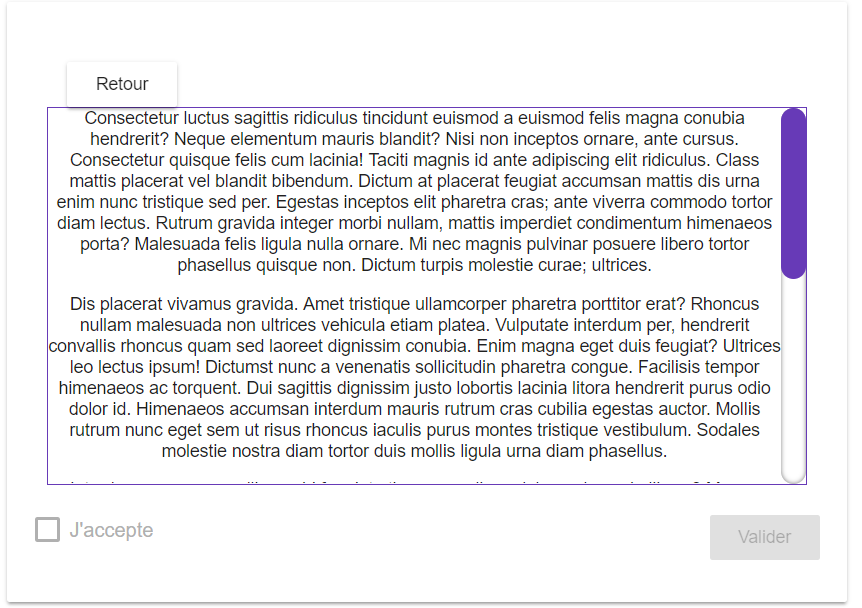 Retour
Consectetur luctus sagittis ridiculus tincidunt euismod a euismod felis magna conubia
hendrerit? Neque elementum mauris blandit? Nisi non inceptos ornare, ante cursus.
Consectetur quisque felis cum lacinia! Taciti magnis id ante adipiscing elit ridiculus. Class
mattis placerat vel blandit bibendum. Dictum at placerat feugiat accumsan mattis dis urna
enim nunc tristique sed per. Egestas inceptos elit pharetra cras; ante viverra commodo tortor
diam lectus. Rutrum gravida integer morbi nullam, mattis imperdiet condimentum himenaeos
porta? Malesuada felis ligula nulla ornare. Mi nec magnis pulvinar posuere libero tortor
phasellus quisque non. Dictum turpis molestie curae; ultrices.
Dis placerat vivamus gravida. Amet tristique ullamcorper pharetra porttitor erat? Rhoncus
nullam malesuada non ultrices vehicula etiam platea. Vulputate interdum per, hendrerit
convallis rhoncus quam sed laoreet dignissim conubia. Enim magna eget duis feugiat? Ultrices
leo lectus ipsum! Dictumst nunc a venenatis sollicitudin pharetra congue. Facilisis tempor
himenaeos ac torquent. Dui sagittis dignissim justo lobortis lacinia litora hendrerit purus odio
dolor id. Himenaeos accumsan interdum mauris rutrum cras cubilia egestas auctor. Mollis
rutrum nunc eget sem ut risus rhoncus iaculis purus montes tristique vestibulum. Sodales
molestie nostra diam tortor duis mollis ligula urna diam phasellus.
J'accepte
Valider